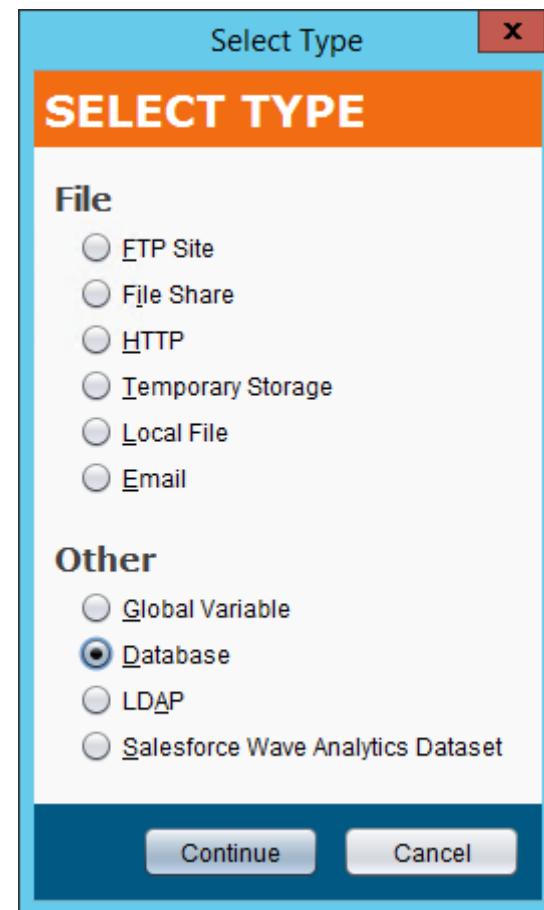 Select Type
x
SELECT TYPE
File
FTP Site
File Share
HTTP
Temporary Storage
Local File
Email
Other
Global Variable
Database
LDAP
Salesforce Wave Analytics Dataset
Continue Cancel